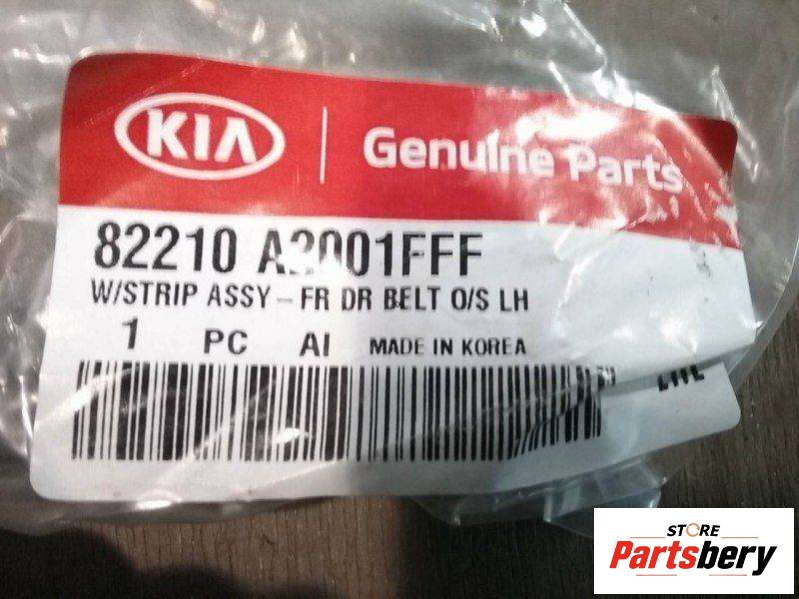 KIA Genuine Parts
82210 A2001FFF
W/STRIP ASSY-FR DR BELT O/S LH
1 PC AI MADE IN KOREA
STORE
Partsbery